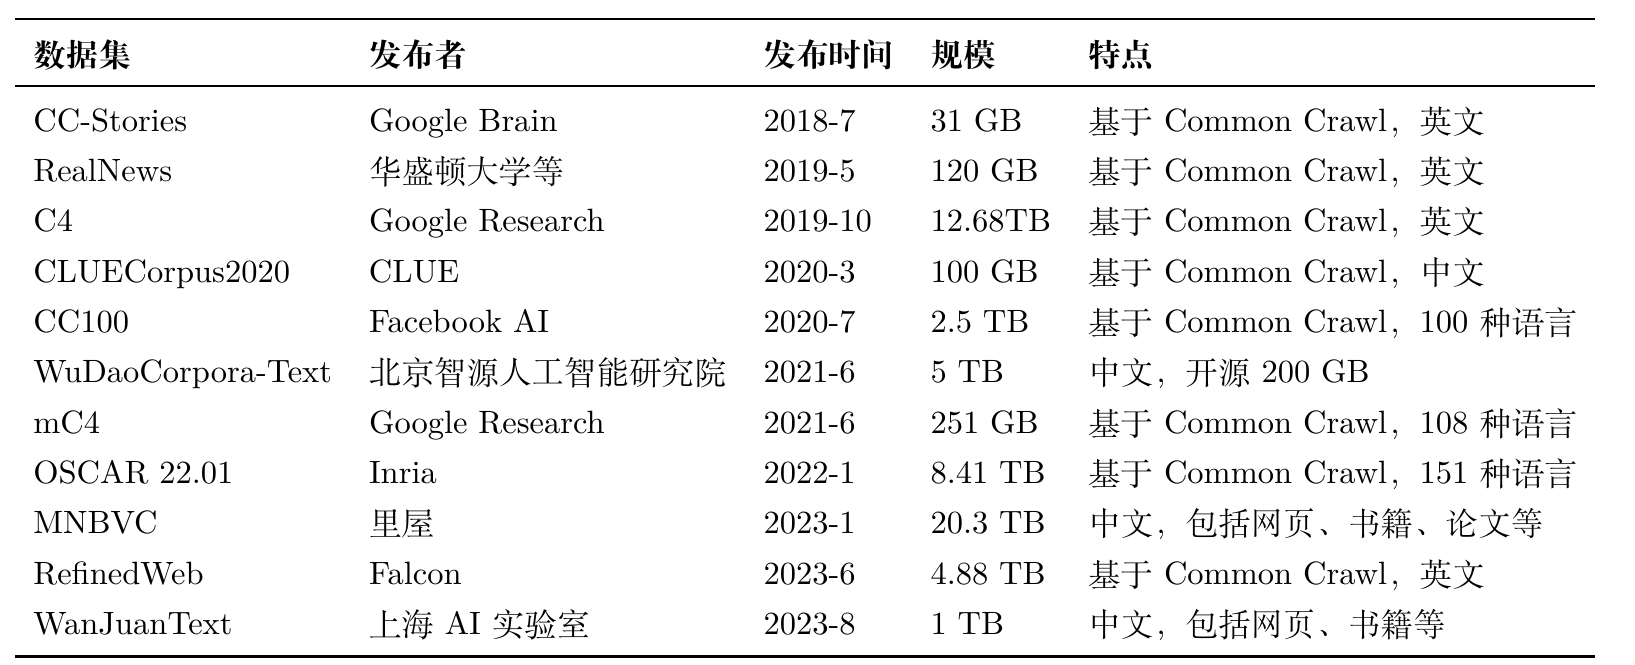 数据集 发布者 发布时间 规模 特点
CC-Stories Google Brain 2018-7 31 GB 基于 Common Crawl，英文
RealNews 华盛顿大学等 2019-5 120 GB 基于 Common Crawl，英文
C4 Google Research 2019-10 12.68TB 基于 Common Crawl，英文
CLUECorpus2020 CLUE 2020-3 100 GB 基于 Common Crawl，中文
CC100 Facebook AI 2020-7 2.5 TB 基于 Common Crawl，100 种语言
WuDaoCorpora-Text 北京智源人工智能研究院 2021-6 5 TB 中文，开源 200 GB
mC4 Google Research 2021-6 251 GB 基于 Common Crawl，108 种语言
OSCAR 22.01 Inria 2022-1 8.41 TB 基于 Common Crawl，151 种语言
MNBVC 里屋 2023-1 20.3 TB 中文，包括网页、书籍、论文等
RefinedWeb Falcon 2023-6 4.88 TB 基于 Common Crawl，英文
WanJuanText 上海 AI 实验室 2023-8 1 TB 中文，包括网页、书籍等